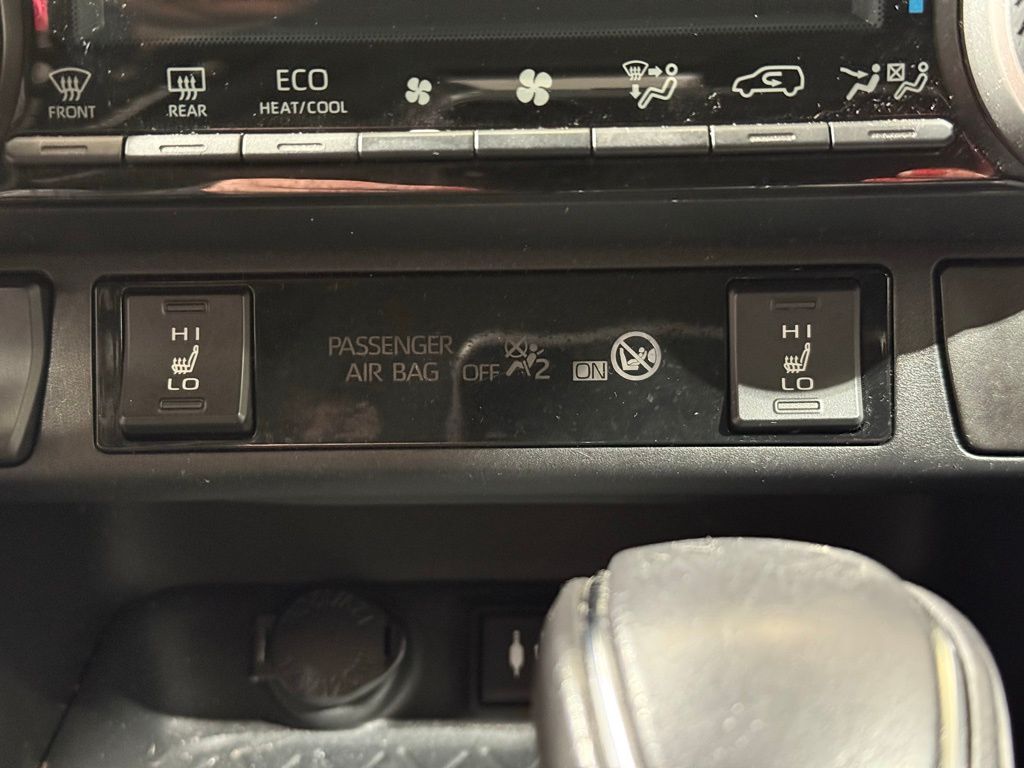 FRONT
REAR
ECO
HEAT/COOL
HI
LO
PASSENGER
AIR BAG OFF 2 ON
HI
LO